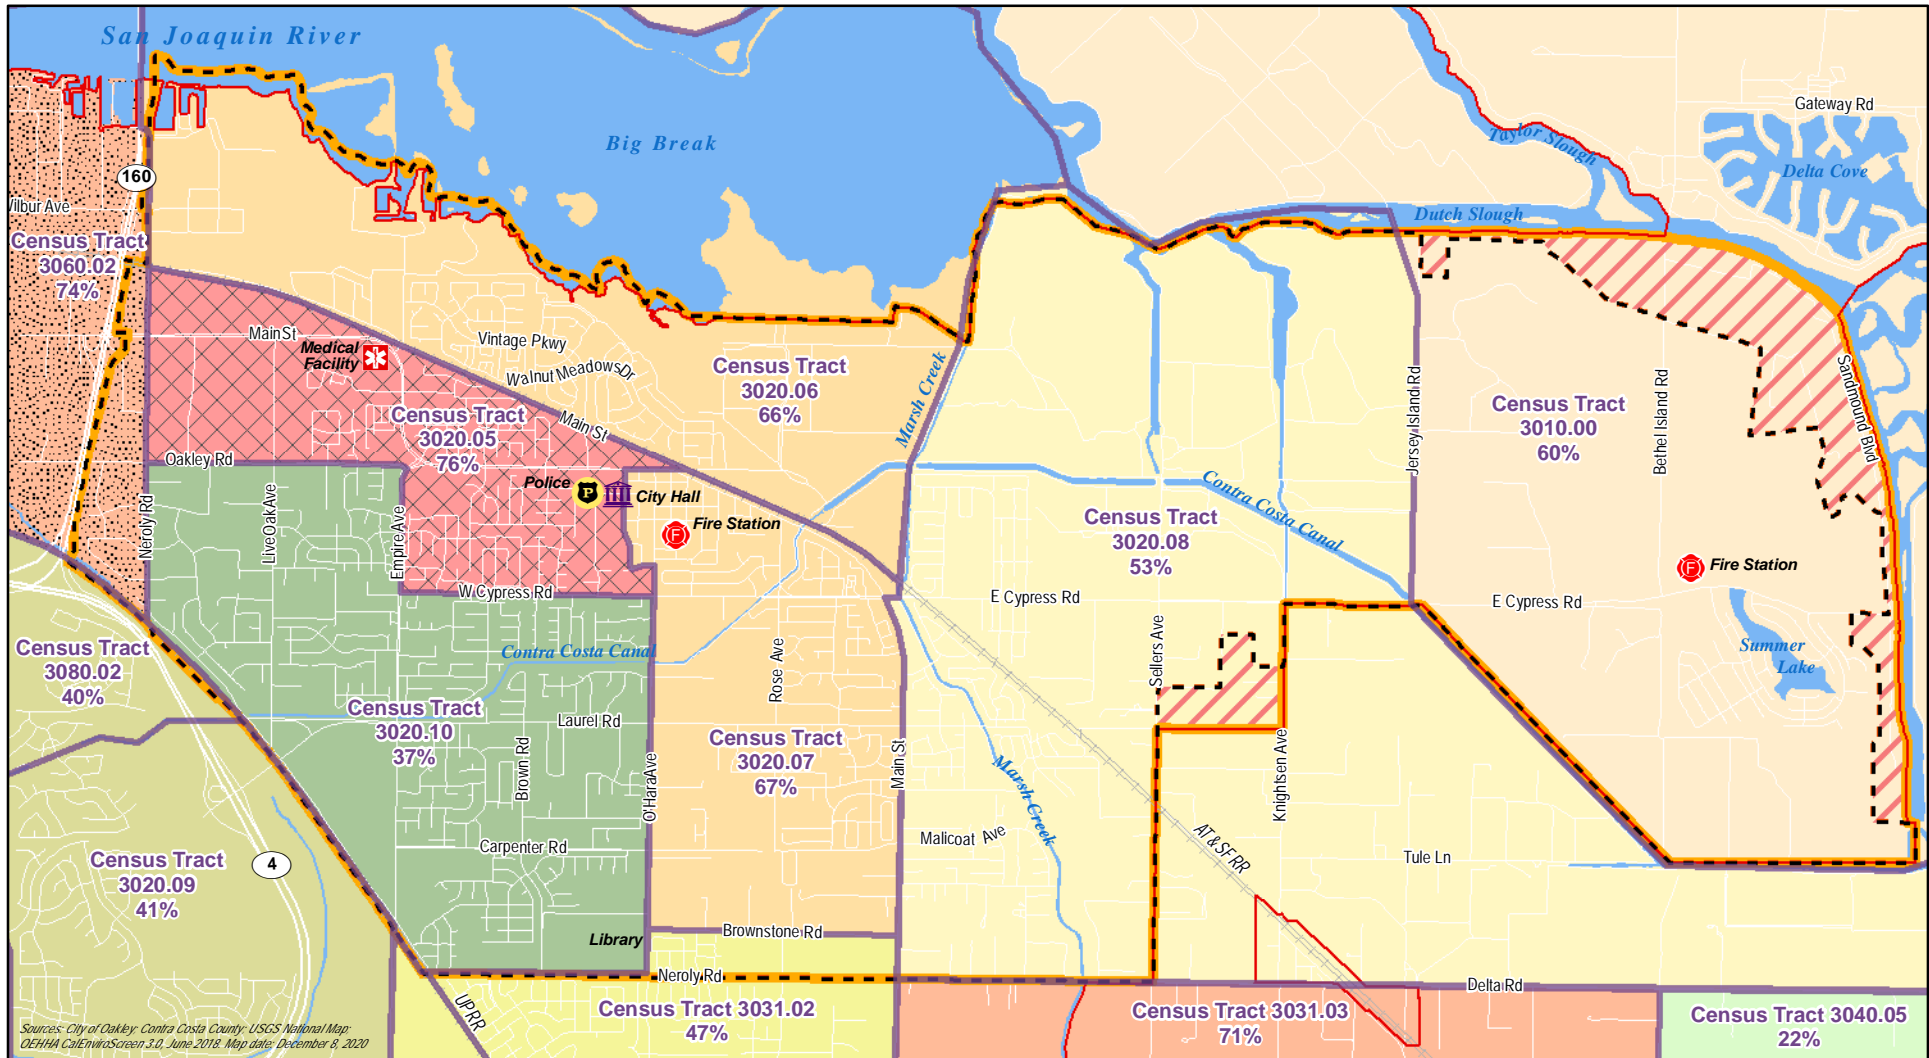 San Joaquin River
Big Break
Gateway Rd
Taylor Slough
Delta Cove
160
Wilbur Ave
Dutch Slough
Census Tract
3060.02
74%
Main St
Medical
Facility
Vintage Pkwy
Walnut Meadows Dr
Census Tract
3020.06
66%
Marsh Creek
Jersey Island Rd
Bethel Island Rd
Sandmound Blvd
Census Tract
3010.00
60%
Census Tract
3020.05
76%
Main St
Oakley Rd
Police
P
City Hall
Neroly Rd
Live Oak Ave
Empire Ave
F
Fire Station
Contra Costa Canal
Census Tract
3020.08
53%
F
Fire Station
W Cypress Rd
E Cypress Rd
E Cypress Rd
Census Tract
3080.02
40%
Contra Costa Canal
Rose Ave
Sellers Ave
Summer
Lake
Census Tract
3020.10
37%
Laurel Rd
Brown Rd
O'Hara Ave
Census Tract
3020.07
67%
Main St
Marsh Creek
Knightsen Ave
Malicoat Ave
AT & SF RR
Tule Ln
Carpenter Rd
Census Tract
3020.09
41%
4
Library
Brownstone Rd
Neroly Rd
Delta Rd
UP RR
Census Tract 3031.02
47%
Census Tract 3031.03
71%
Census Tract 3040.05
22%
Sources: City of Oakley; Contra Costa County; USGS National Map;
OEHHA CalEnviroScreen 3.0, June 2018. Map date: December 8, 2020